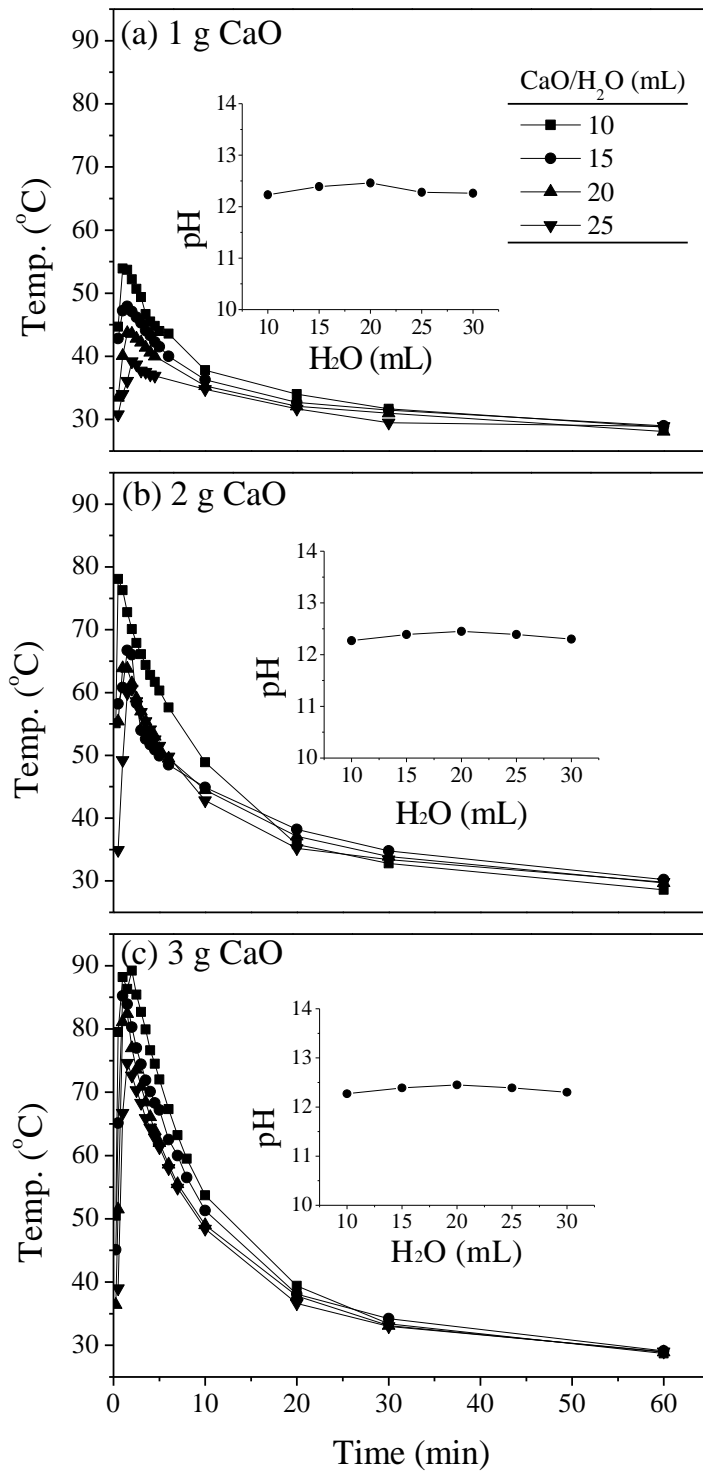 (a) 1 g CaO
CaO/H₂O (mL)
10
15
20
25
90
80
70
60
50
40
30
Temp. (°C)
14
13
12
11
10
pH
10 15 20 25 30
H₂O (mL)
(b) 2 g CaO
90
80
70
60
50
40
30
Temp. (°C)
14
13
12
11
10
pH
10 15 20 25 30
H₂O (mL)
(c) 3 g CaO
90
80
70
60
50
40
30
Temp. (°C)
14
13
12
11
10
pH
10 15 20 25 30
H₂O (mL)
0 10 20 30 40 50 60
Time (min)